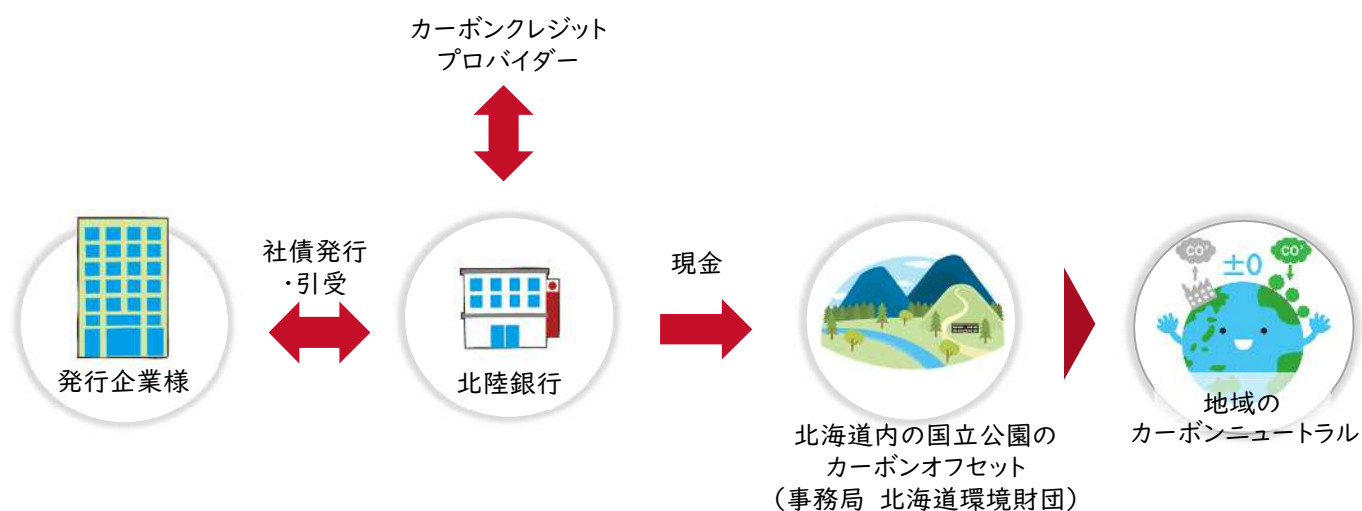 カーボンクレジット
プロバイダー
社債発行
・引受
現金
発行企業様
北陸銀行
北海道内の国立公園の
カーボンオフセット
（事務局 北海道環境財団）
CO²
±0
CO²
地域の
カーボンニュートラル